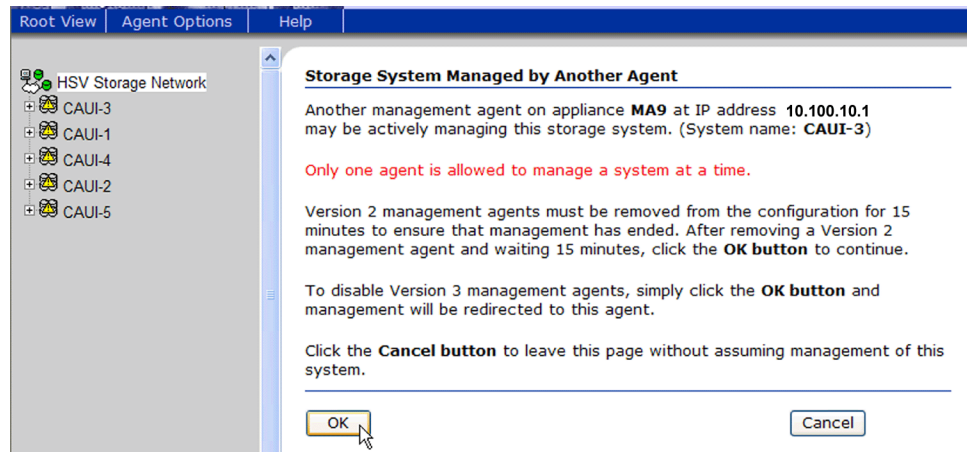 Root View Agent Options Help
HSV Storage Network
CAUI-3
CAUI-1
CAUI-4
CAUI-2
CAUI-5
Storage System Managed by Another Agent
Another management agent on appliance MA9 at IP address 10.100.10.1
may be actively managing this storage system. (System name: CAUI-3)
Only one agent is allowed to manage a system at a time.
Version 2 management agents must be removed from the configuration for 15
minutes to ensure that management has ended. After removing a Version 2
management agent and waiting 15 minutes, click the OK button to continue.
To disable Version 3 management agents, simply click the OK button and
management will be redirected to this agent.
Click the Cancel button to leave this page without assuming management of this
system.
OK Cancel